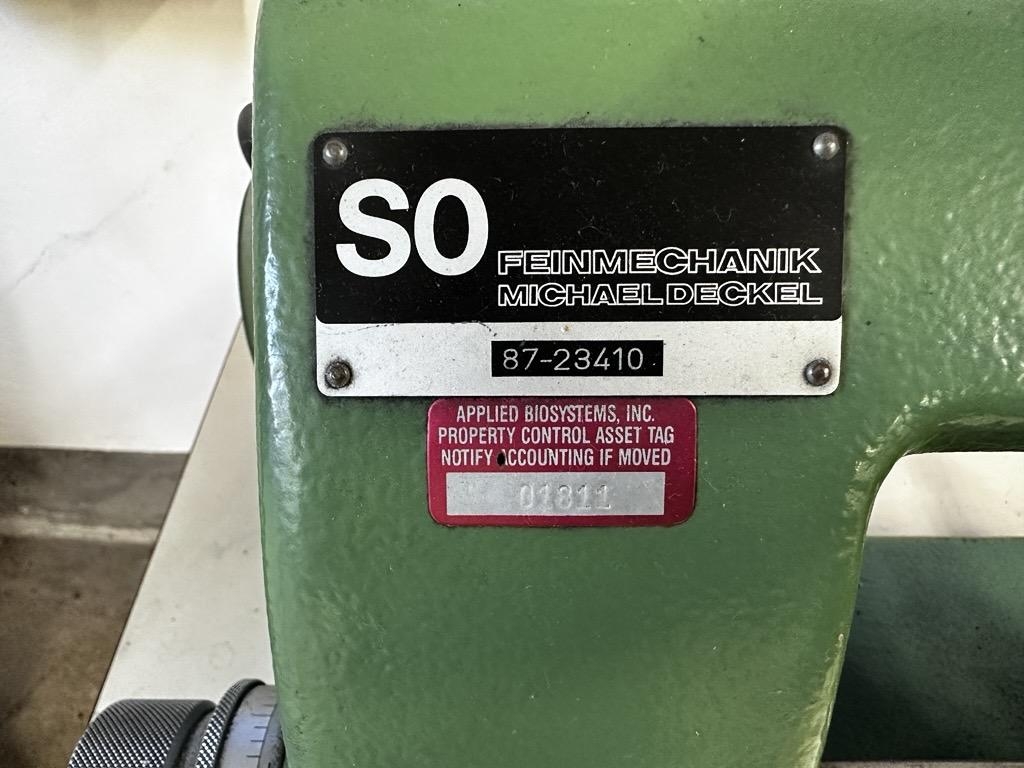 SO
FEINMECHANIK
MICHAEL DECKEL
87-23410
APPLIED BIOSYSTEMS, INC.
PROPERTY CONTROL ASSET TAG
NOTIFY ACCOUNTING IF MOVED
01811